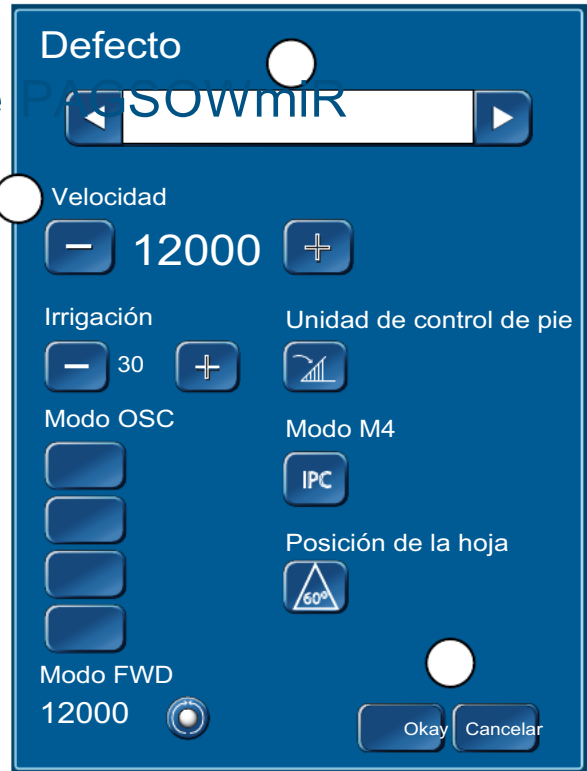 Defecto
e PAGSOWmIR
Velocidad
12000
Irrigación
Unidad de control de pie
30
Modo OSC
Modo M4
IPC
Posición de la hoja
60°
Modo FWD
12000
Okay Cancelar